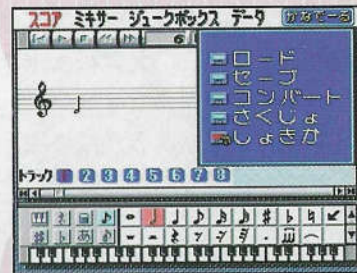 スコア ミキサー ジュークボックス データ かなでーる
6
ロード
セーブ
コンバート
さくじょ
しょきか
トラック 1 2 3 4 5 6 7 8
あ